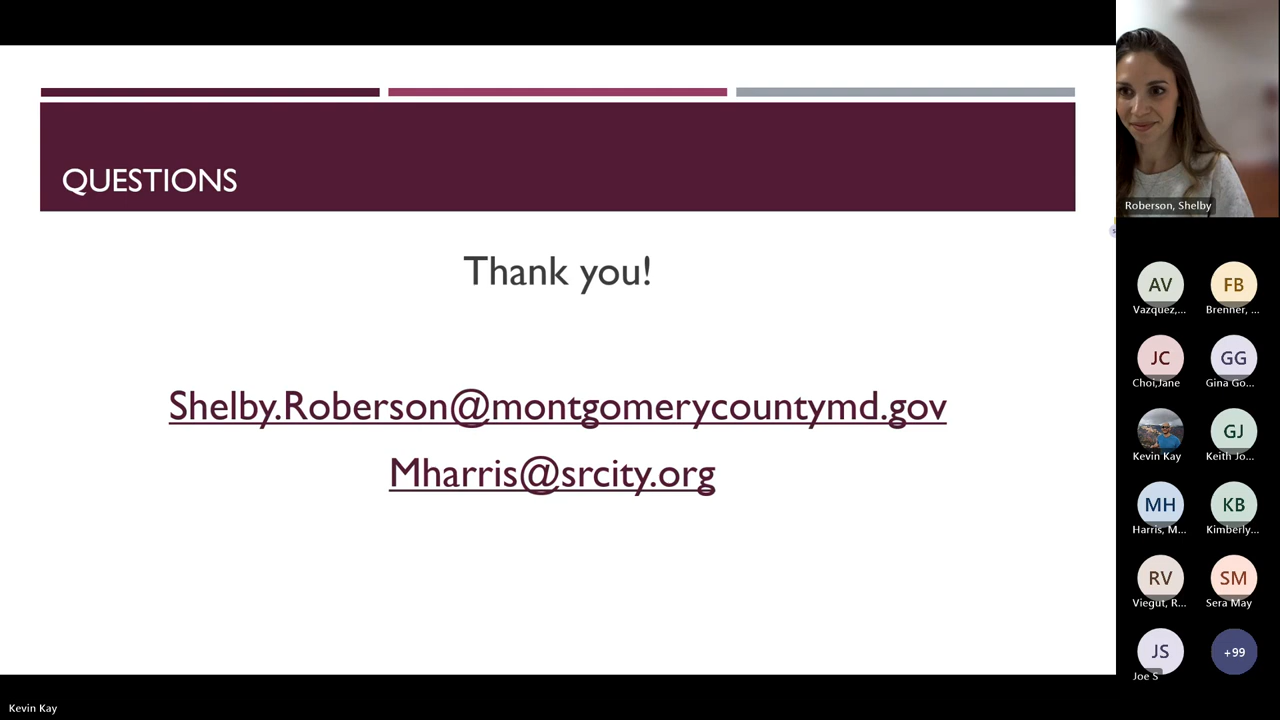 QUESTIONS
Thank you!
Shelby.Roberson@montgomerycountymd.gov
Mharris@srcity.org
Roberson, Shelby
AV
Vazquez,...
FB
Brenner, ...
JC
Choi,Jane
GG
Gina Go...
Kevin Kay
GJ
Keith Jo...
MH
Harris, M...
KB
Kimberly...
RV
Viegut, R...
SM
Sera May
JS
Joe S
+99
Kevin Kay